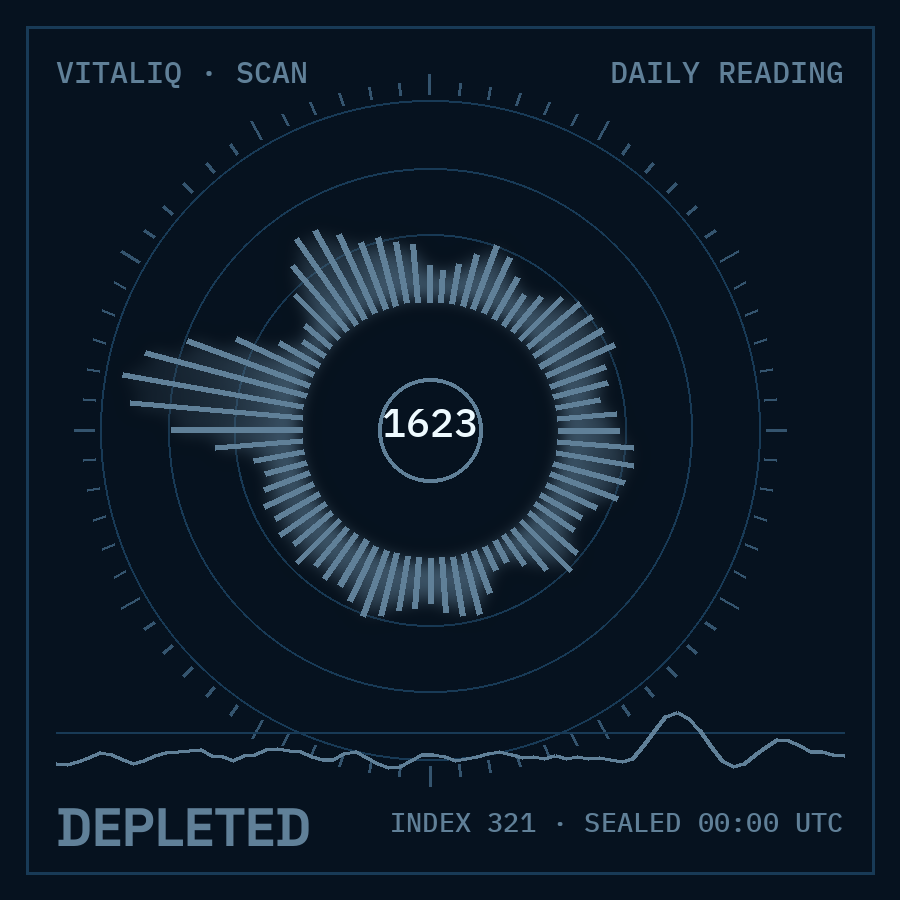 VITALIQ · SCAN
DAILY READING
1623
DEPLETED
INDEX 321 · SEALED 00:00 UTC